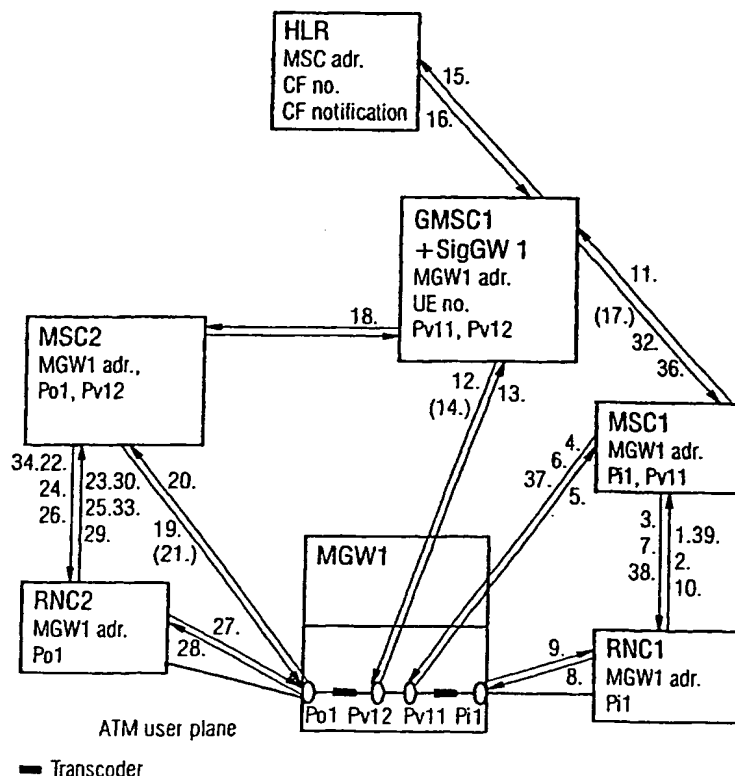 HLR
MSC adr.
CF no.
CF notification
15.
16.
GMSC1
+SigGW 1
MGW1 adr.
UE no.
Pv11, Pv12
11.
(17.)
32.
36.
18.
MSC2
MGW1 adr.,
Po1, Pv12
12.
(14.)
13.
MSC1
MGW1 adr.
Pi1, Pv11
4.
6.
37.
5.
34.22.
24.
26.
23.30.
25.33.
29.
20.
19.
(21.)
3.
7.
38.
1.39.
2.
10.
MGW1
RNC2
MGW1 adr.
Po1
27.
28.
9.
8.
RNC1
MGW1 adr.
Pi1
Po1 Pv12 Pv11 Pi1
ATM user plane
Transcoder